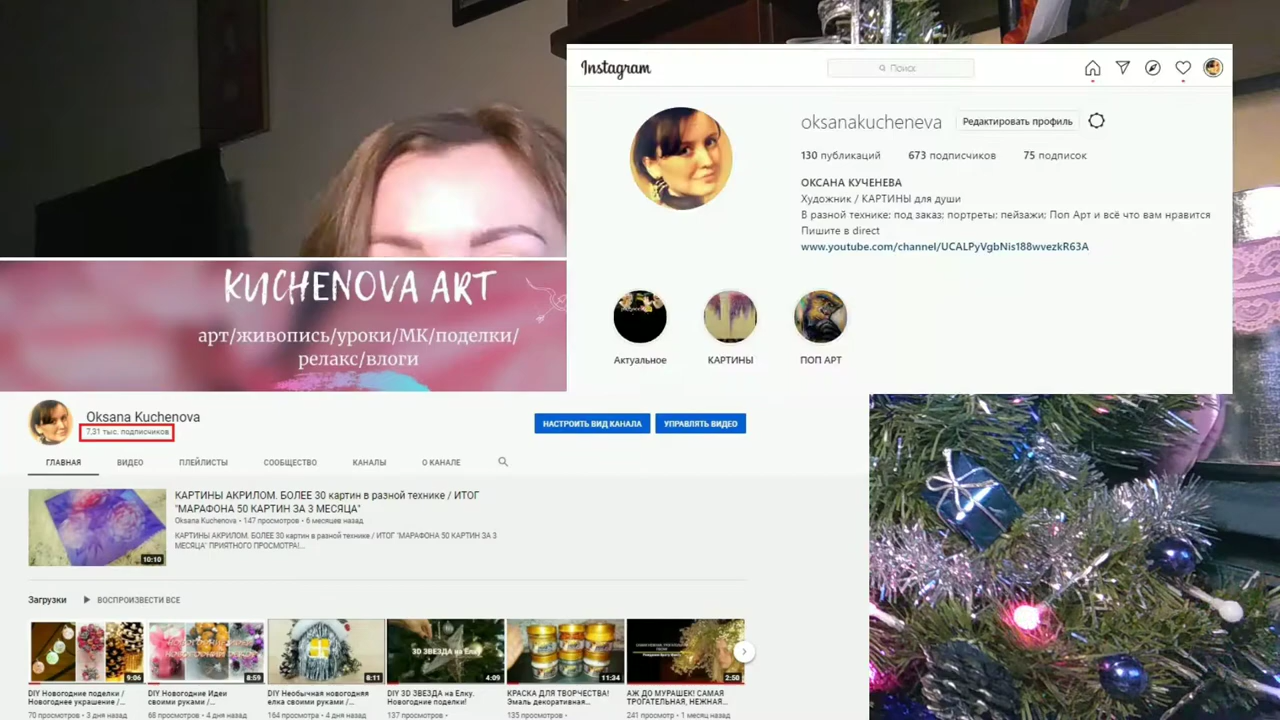 Instagram
Поиск
oksanakucheneva
Редактировать профиль
130 публикаций 673 подписчиков 75 подписок
ОКСАНА КУЧЕНЕВА
Художник / КАРТИНЫ для души
В разной технике; под заказ; портреты; пейзажи; Поп Арт и всё что вам нравится
Пишите в direct
www.youtube.com/channel/UCALPyVgbNis188wvezkR63A
Актуальное КАРТИНЫ ПОП АРТ
KUCHENOVA ART
арт/живопись/уроки/МК/поделки/
релакс/влоги
Oksana Kuchenova
7,31 тыс. подписчиков
НАСТРОИТЬ ВИД КАНАЛА УПРАВЛЯТЬ ВИДЕО
ГЛАВНАЯ ВИДЕО ПЛЕЙЛИСТЫ СООБЩЕСТВО КАНАЛЫ О КАНАЛЕ
КАРТИНЫ АКРИЛОМ. БОЛЕЕ 30 картин в разной технике / ИТОГ
"МАРАФОНА 50 КАРТИН ЗА 3 МЕСЯЦА"
Oksana Kuchenova • 147 просмотров • 6 месяцев назад
КАРТИНЫ АКРИЛОМ. БОЛЕЕ 30 картин в разной технике / ИТОГ "МАРАФОНА 50 КАРТИН ЗА 3
МЕСЯЦА" ПРИЯТНОГО ПРОСМОТРА!...
10:10
Загрузки ВОСПРОИЗВЕСТИ ВСЕ
3D ЗВЕЗДА на Елку
9:06 8:59 8:11 4:09 11:34 2:50
DIY Новогодние поделки /
Новогоднее украшение /...
DIY Новогодние Идеи
своими руками /...
DIY Необычная новогодняя
елка своими руками /...
DIY 3D ЗВЕЗДА на Елку.
Новогодние поделки!
КРАСКА ДЛЯ ТВОРЧЕСТВА!
Эмаль декоративная...
АЖ ДО МУРАШЕК! САМАЯ
ТРОГАТЕЛЬНАЯ, НЕЖНАЯ...
70 просмотров • 3 дня назад
68 просмотров • 4 дня назад
164 просмотра • 4 дня назад
137 просмотров •
135 просмотров •
241 просмотр • 1 месяц назад